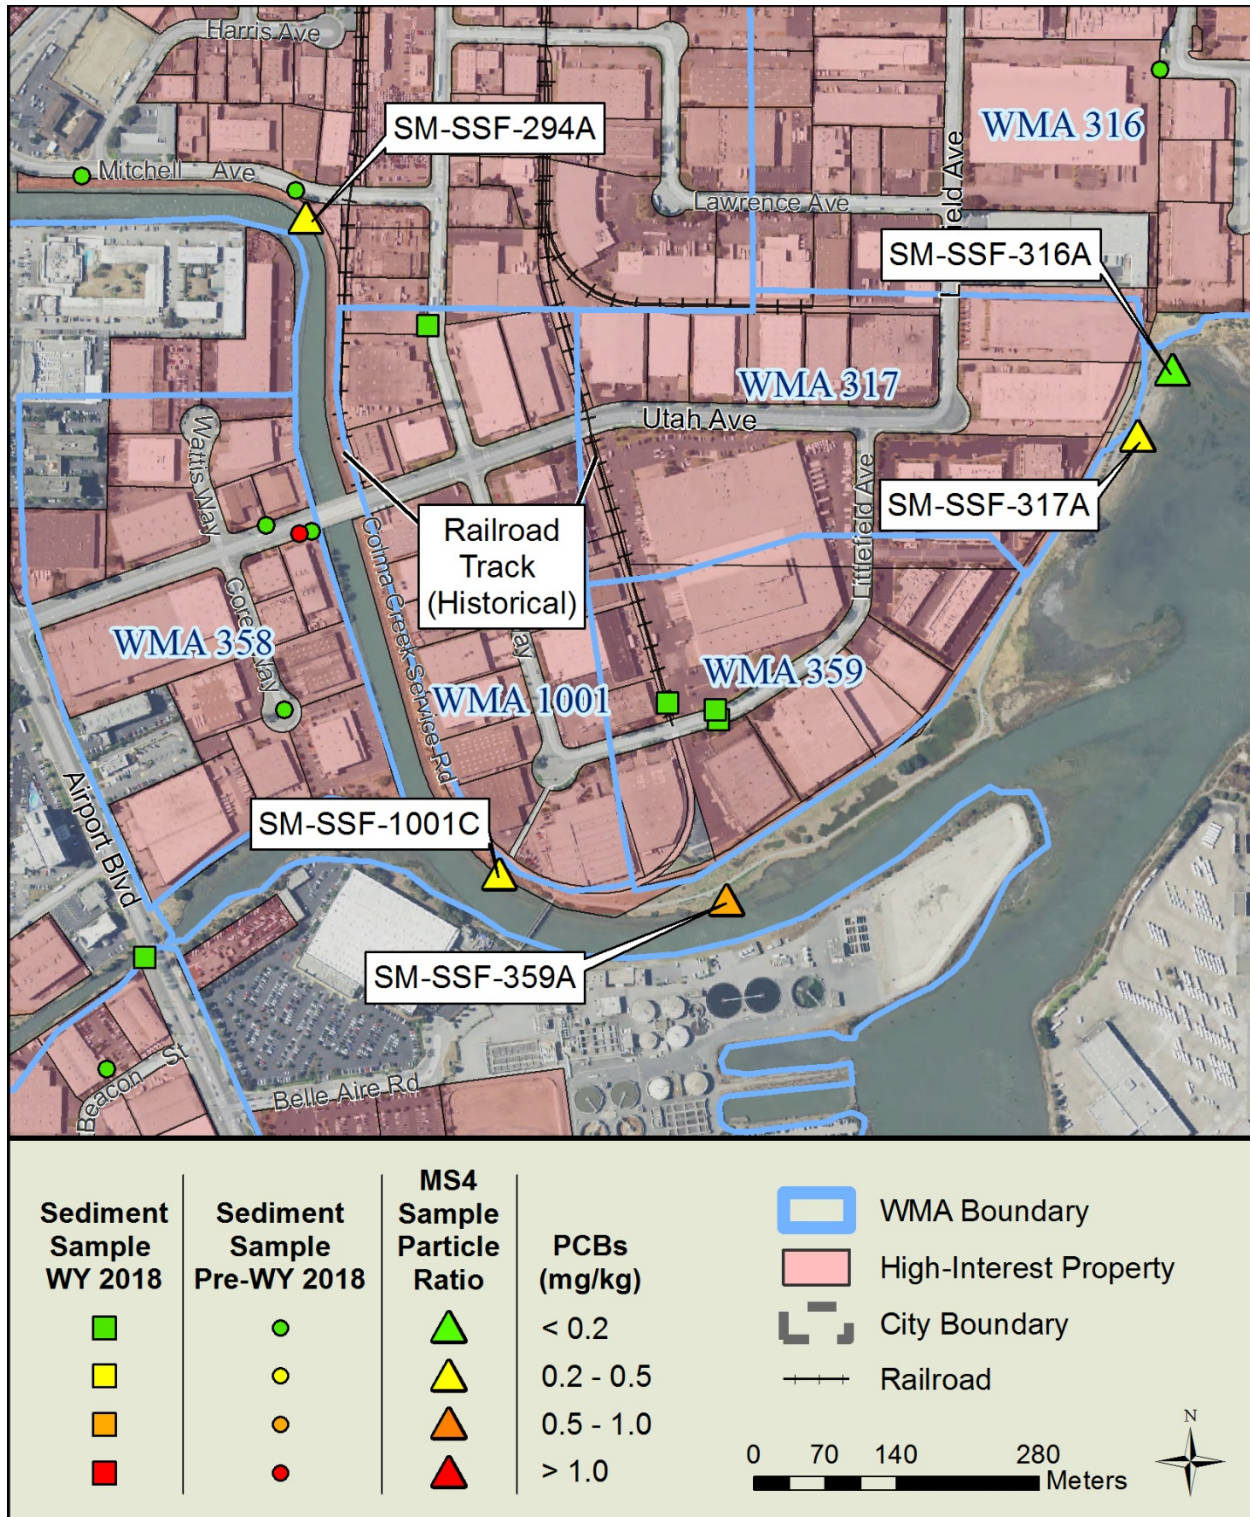 Harris Ave
SM-SSF-294A
WMA 316
Mitchell Ave
Lawrence Ave
field Ave
SM-SSF-316A
WMA 317
Utah Ave
Wattis Way
SM-SSF-317A
Railroad
Track
(Historical)
Colma Creek Service Rd
Littlefield Ave
Corey Way
WMA 358
WMA 1001
WMA 359
Airport Blvd
SM-SSF-1001C
SM-SSF-359A
Beacon St
Belle Aire Rd
Sediment
Sample
WY 2018
Sediment
Sample
Pre-WY 2018
MS4
Sample
Particle
Ratio
PCBs
(mg/kg)
< 0.2
0.2 - 0.5
0.5 - 1.0
> 1.0
WMA Boundary
High-Interest Property
City Boundary
Railroad
N
0 70 140 280
Meters